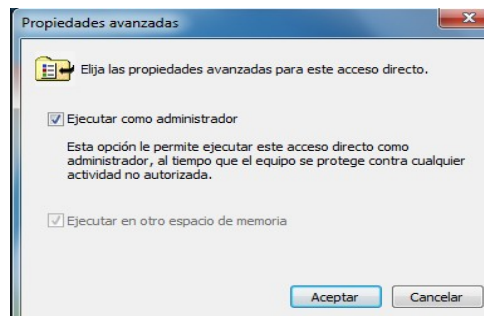 Propiedades avanzadas
Elija las propiedades avanzadas para este acceso directo.
Ejecutar como administrador
Esta opción le permite ejecutar este acceso directo como
administrador, al tiempo que el equipo se protege contra cualquier
actividad no autorizada.
Ejecutar en otro espacio de memoria
Aceptar Cancelar